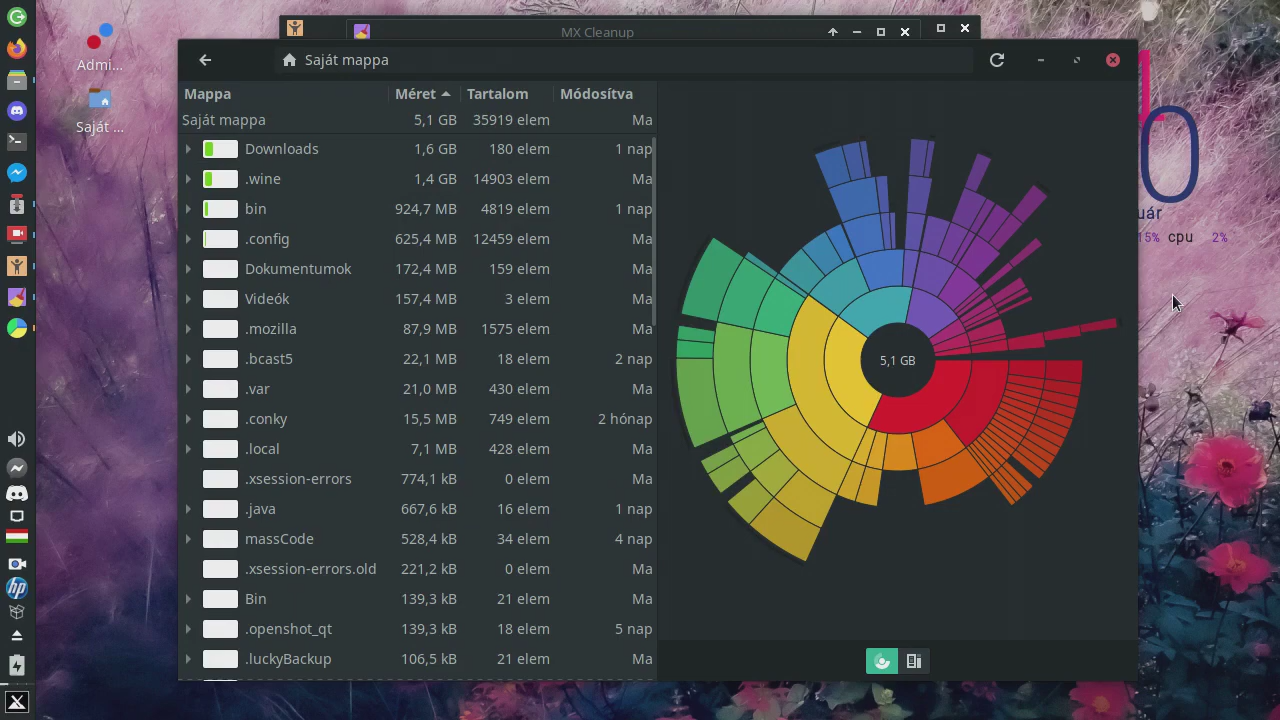 MX Cleanup
Saját mappa
Admi...
Saját ...
Mappa Méret Tartalom Módosítva
Saját mappa 5,1 GB 35919 elem Ma
Downloads 1,6 GB 180 elem 1 nap
.wine 1,4 GB 14903 elem Ma
bin 924,7 MB 4819 elem 1 nap
.config 625,4 MB 12459 elem Ma
Dokumentumok 172,4 MB 159 elem Ma
Videók 157,4 MB 3 elem Ma
.mozilla 87,9 MB 1575 elem Ma
.bcast5 22,1 MB 18 elem 2 nap
.var 21,0 MB 430 elem Ma
.conky 15,5 MB 749 elem 2 hónap
.local 7,1 MB 428 elem Ma
.xsession-errors 774,1 kB 0 elem Ma
.java 667,6 kB 16 elem 1 nap
massCode 528,4 kB 34 elem 4 nap
.xsession-errors.old 221,2 kB 0 elem Ma
Bin 139,3 kB 21 elem Ma
.openshot_qt 139,3 kB 18 elem 5 nap
.luckyBackup 106,5 kB 21 elem Ma
5,1 GB
0
uár
15% cpu 2%
hp